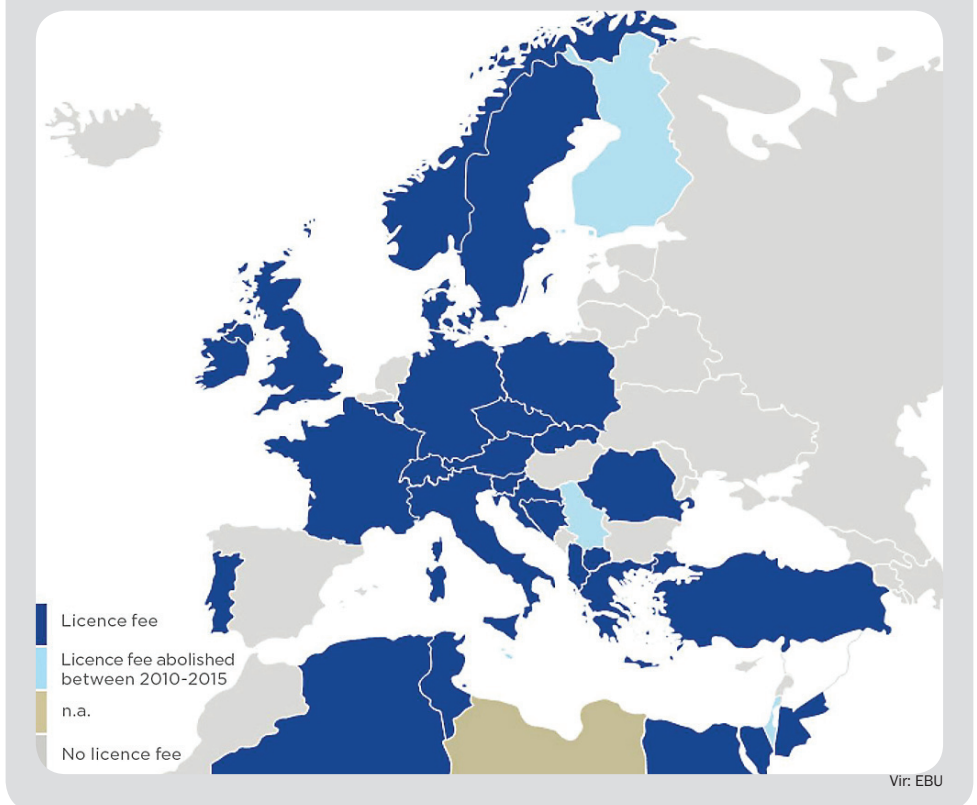 Licence fee
Licence fee abolished
between 2010-2015
n.a.
No licence fee
Vir: EBU